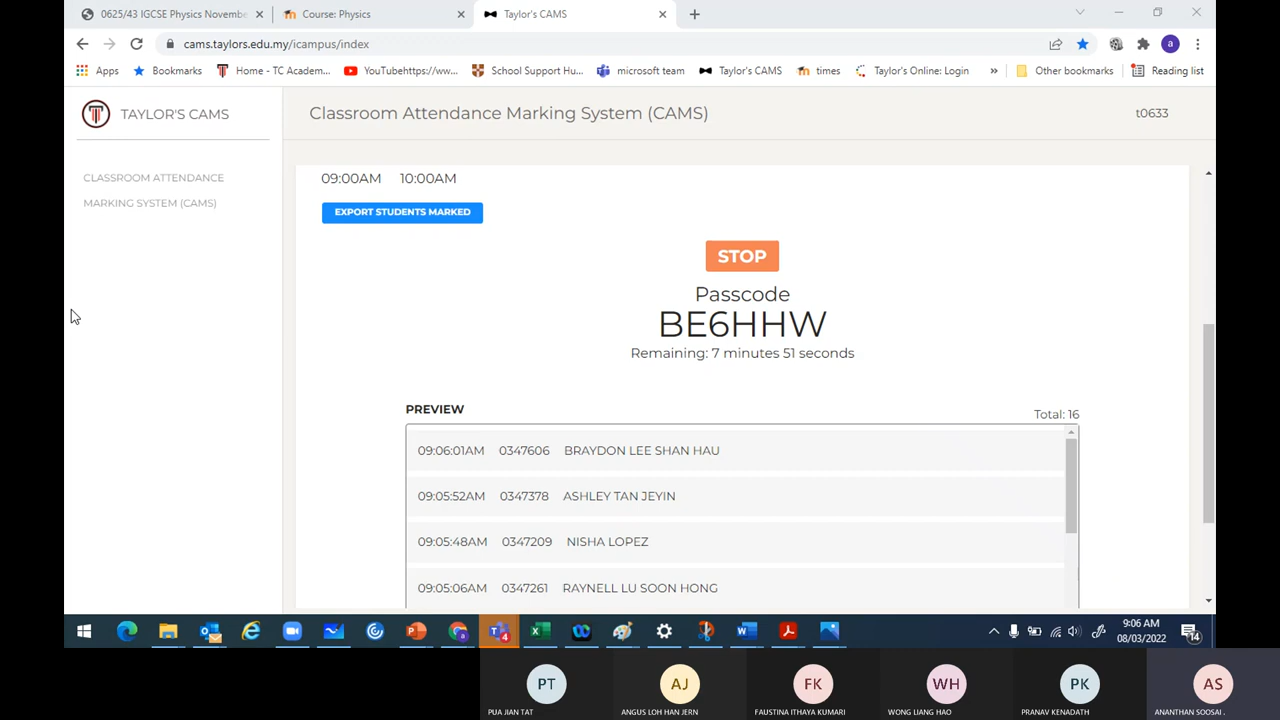 0625/43 IGCSE Physics Novembe
Course: Physics
Taylor's CAMS
cams.taylors.edu.my/icampus/index
a
Apps
Bookmarks
Home - TC Academ...
YouTubehttps://ww...
School Support Hu...
microsoft team
Taylor's CAMS
times
Taylor's Online: Login
»
Other bookmarks
Reading list
TAYLOR'S CAMS
Classroom Attendance Marking System (CAMS)
t0633
CLASSROOM ATTENDANCE
MARKING SYSTEM (CAMS)
09:00AM 10:00AM
EXPORT STUDENTS MARKED
STOP
Passcode
BE6HHW
Remaining: 7 minutes 51 seconds
PREVIEW
Total: 16
09:06:01AM 0347606 BRAYDON LEE SHAN HAU
09:05:52AM 0347378 ASHLEY TAN JEYIN
09:05:48AM 0347209 NISHA LOPEZ
09:05:06AM 0347261 RAYNELL LU SOON HONG
4
9:06 AM
08/03/2022
14
PT
AJ
FK
WH
PK
AS
PUA JIAN TAT
ANGUS LOH HAN JERN
FAUSTINA ITHAYA KUMARI
WONG LIANG HAO
PRANAV KENADATH
ANANTHAN SOOSAI .